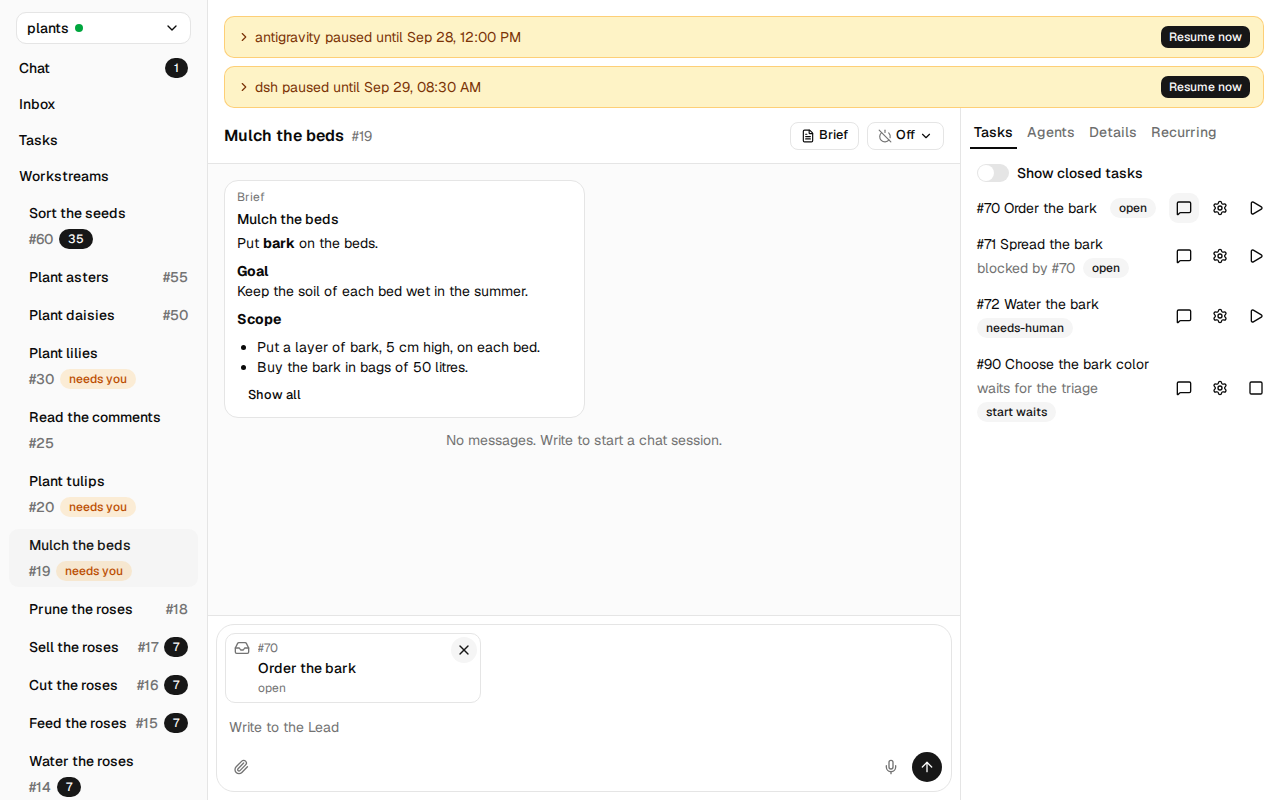 plants
Chat 1
Inbox
Tasks
Workstreams
Sort the seeds
#60 35
Plant asters #55
Plant daisies #50
Plant lilies
#30 needs you
Read the comments
#25
Plant tulips
#20 needs you
Mulch the beds
#19 needs you
Prune the roses #18
Sell the roses #17 7
Cut the roses #16 7
Feed the roses #15 7
Water the roses
#14 7
antigravity paused until Sep 28, 12:00 PM Resume now
dsh paused until Sep 29, 08:30 AM Resume now
Mulch the beds #19 Brief Off
Brief
Mulch the beds
Put bark on the beds.
Goal
Keep the soil of each bed wet in the summer.
Scope
• Put a layer of bark, 5 cm high, on each bed.
• Buy the bark in bags of 50 litres.
Show all
No messages. Write to start a chat session.
#70
Order the bark
open
Write to the Lead
Tasks Agents Details Recurring
Show closed tasks
#70 Order the bark open
#71 Spread the bark
blocked by #70 open
#72 Water the bark
needs-human
#90 Choose the bark color
waits for the triage
start waits